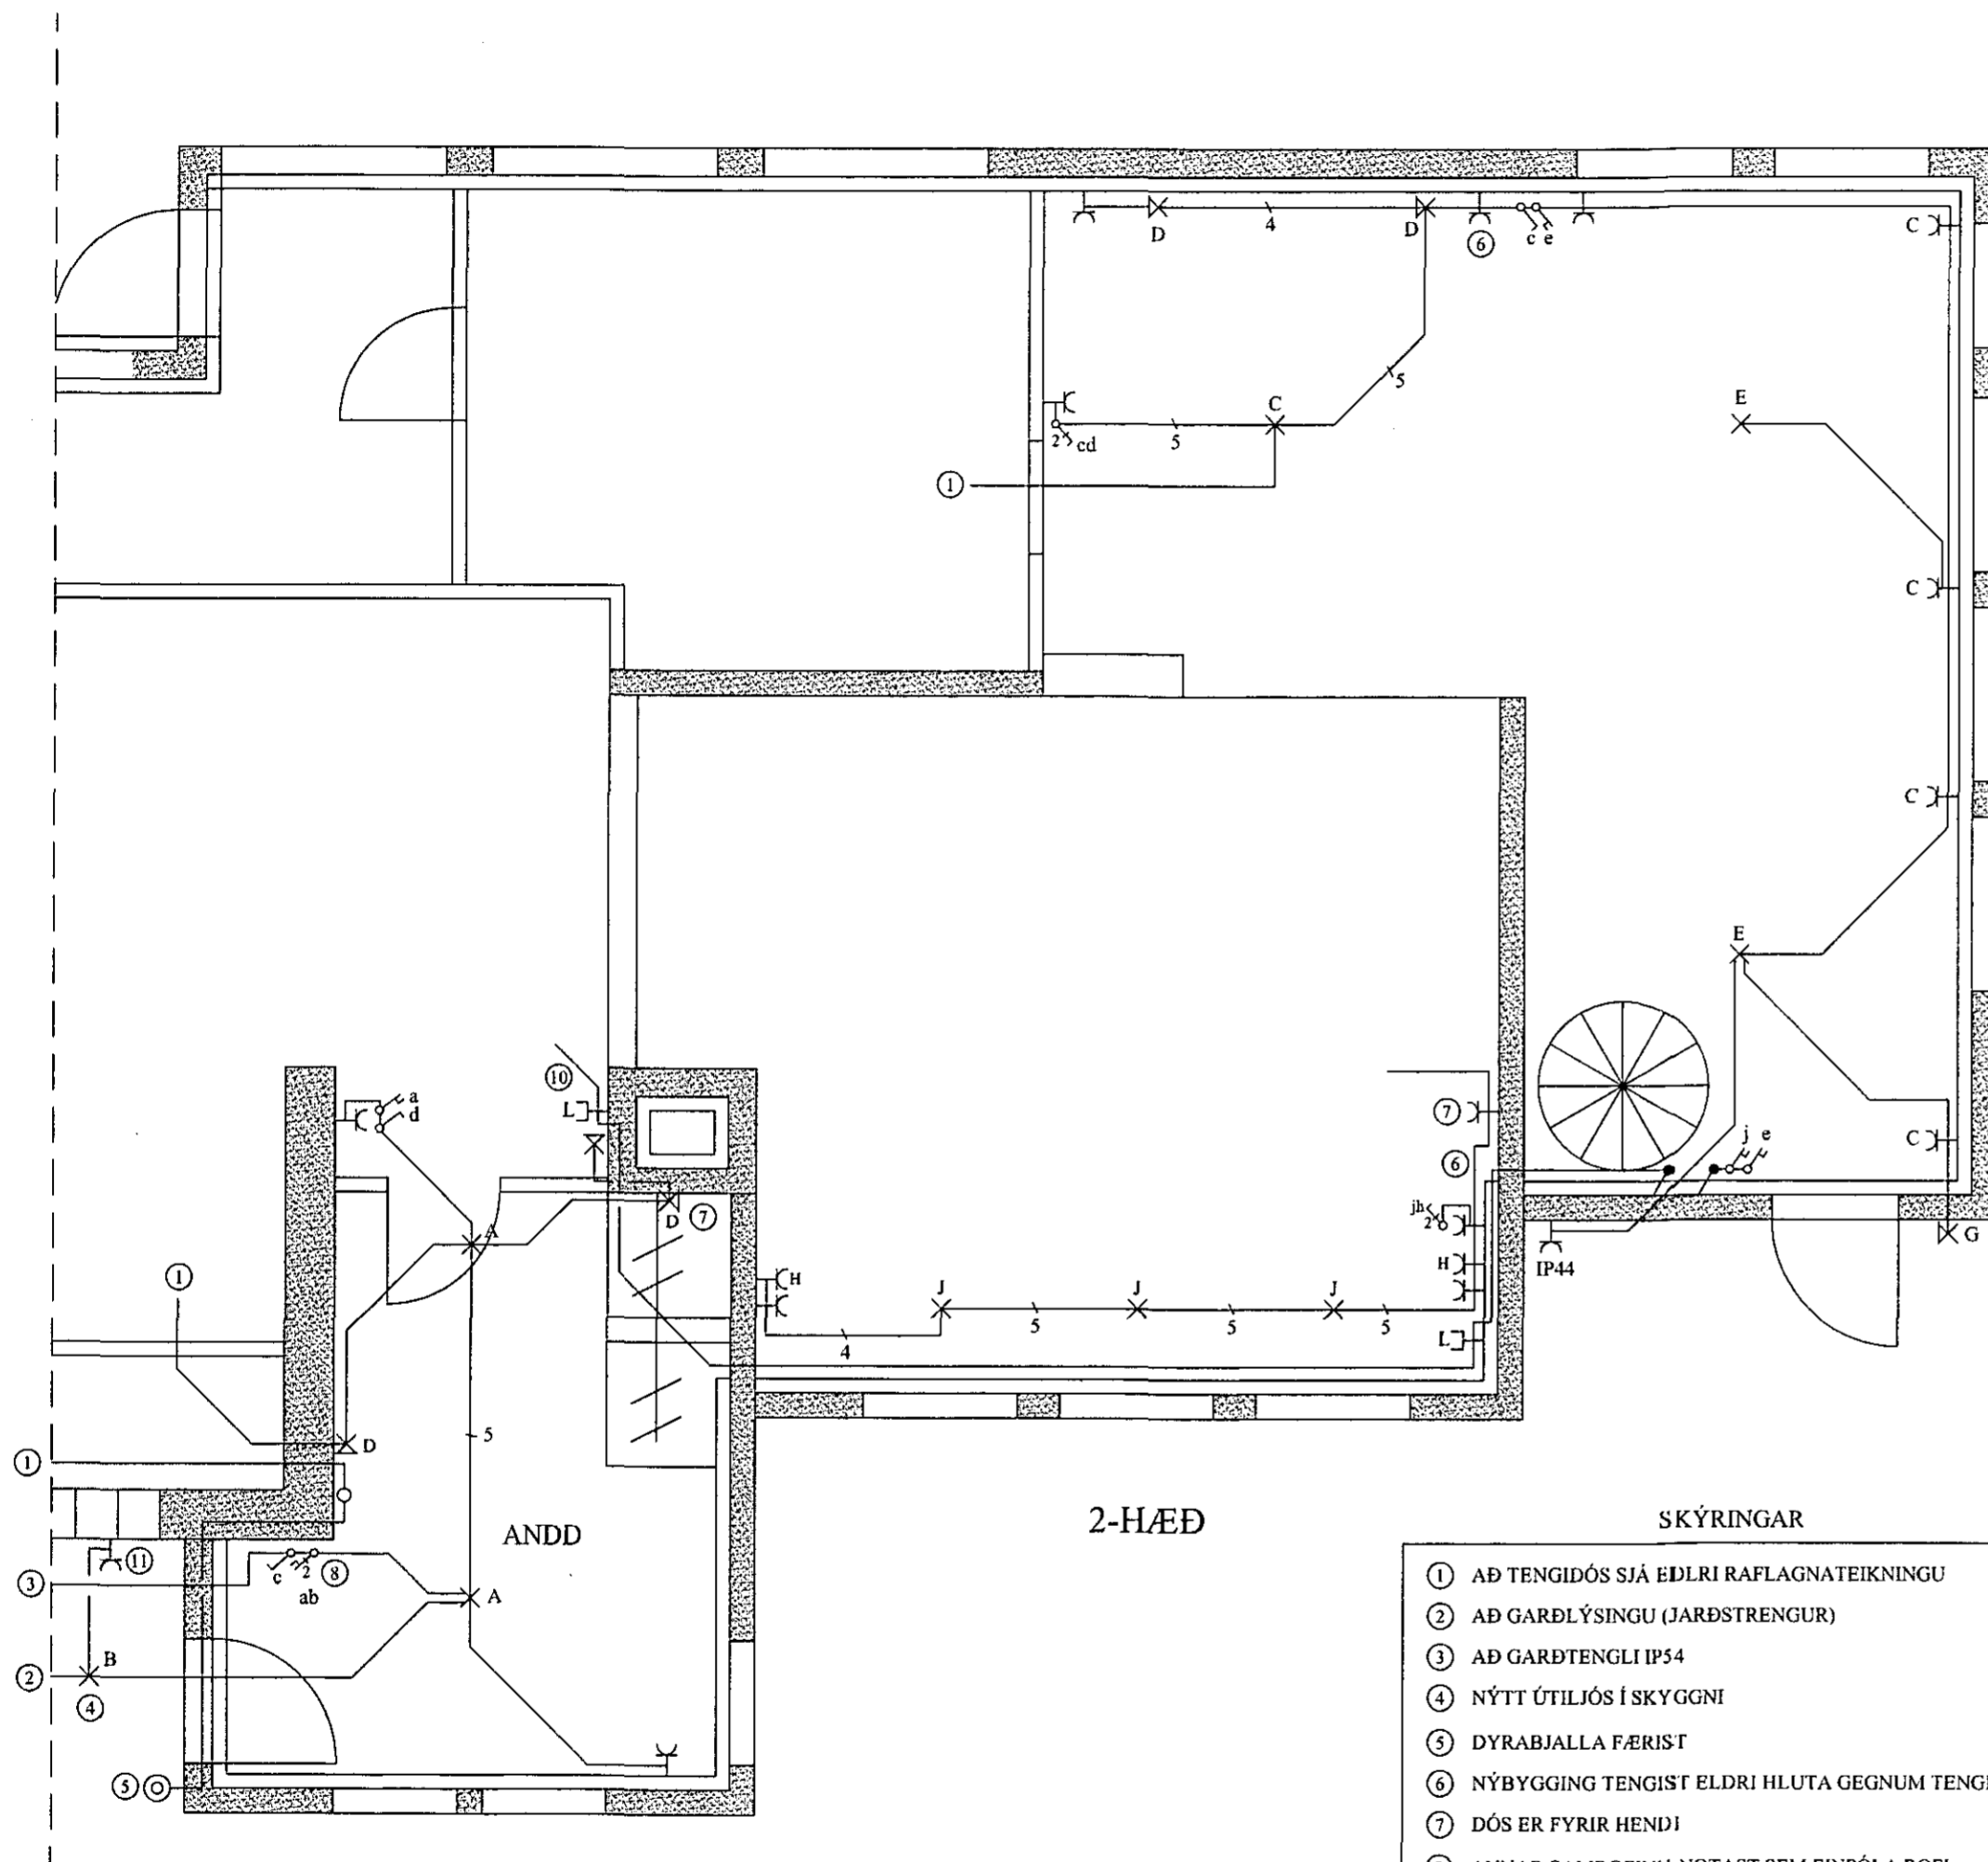 D
4
D
6
c e
C
5
E
C
C
5
2
cd
1
C
C
E
10
a
d
L
7
j e
C
6
D
7
jh
2
A
H
G
IP44
1
H
J
J
J
5
5
5
L
4
5
D
1
2-HÆÐ
SKÝRINGAR
ANDD
11
c
2
8
ab
3
A
B
2
4
5
1 AÐ TENGIDÓS SJÁ EDLRI RAFLAGNATEIKNINGU
2 AÐ GARÐLÝSINGU (JARÐSTRENGUR)
3 AÐ GARÐTENGLI IP54
4 NÝTT ÚTILJÓS Í SKYGGNI
5 DYRABJALLA FÆRIST
6 NÝBYGGING TENGIST ELDRI HLUTA GEGNUM TENGI
7 DÓS ER FYRIR HENDI